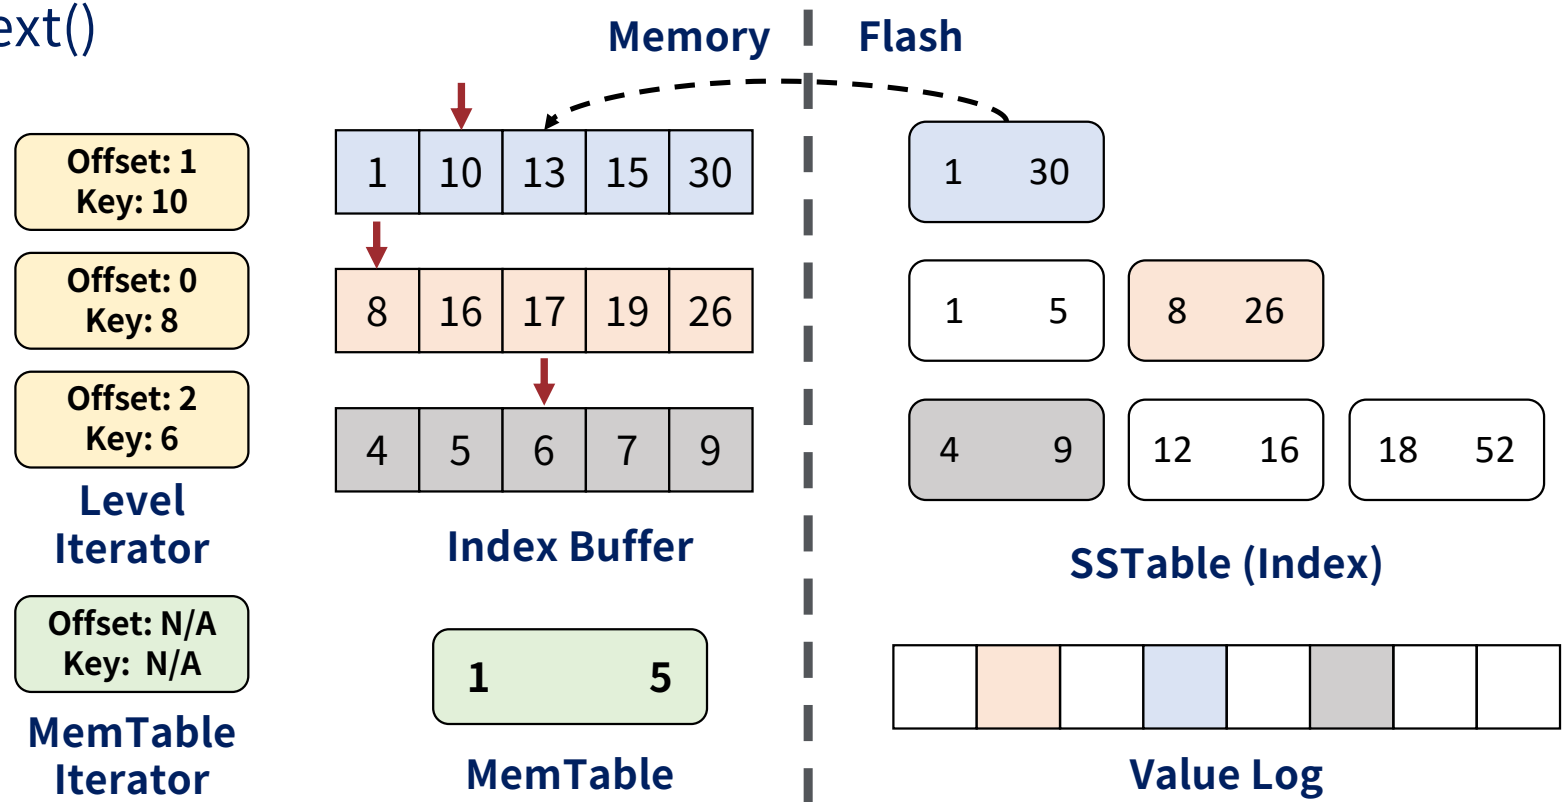 ext()
Memory
Flash
Offset: 1
Key: 10
1 10 13 15 30
1 30
Offset: 0
Key: 8
8 16 17 19 26
1 5
8 26
Offset: 2
Key: 6
4 5 6 7 9
4 9
12 16
18 52
Level
Iterator
Index Buffer
SSTable (Index)
Offset: N/A
Key: N/A
1 5
MemTable
Iterator
MemTable
Value Log